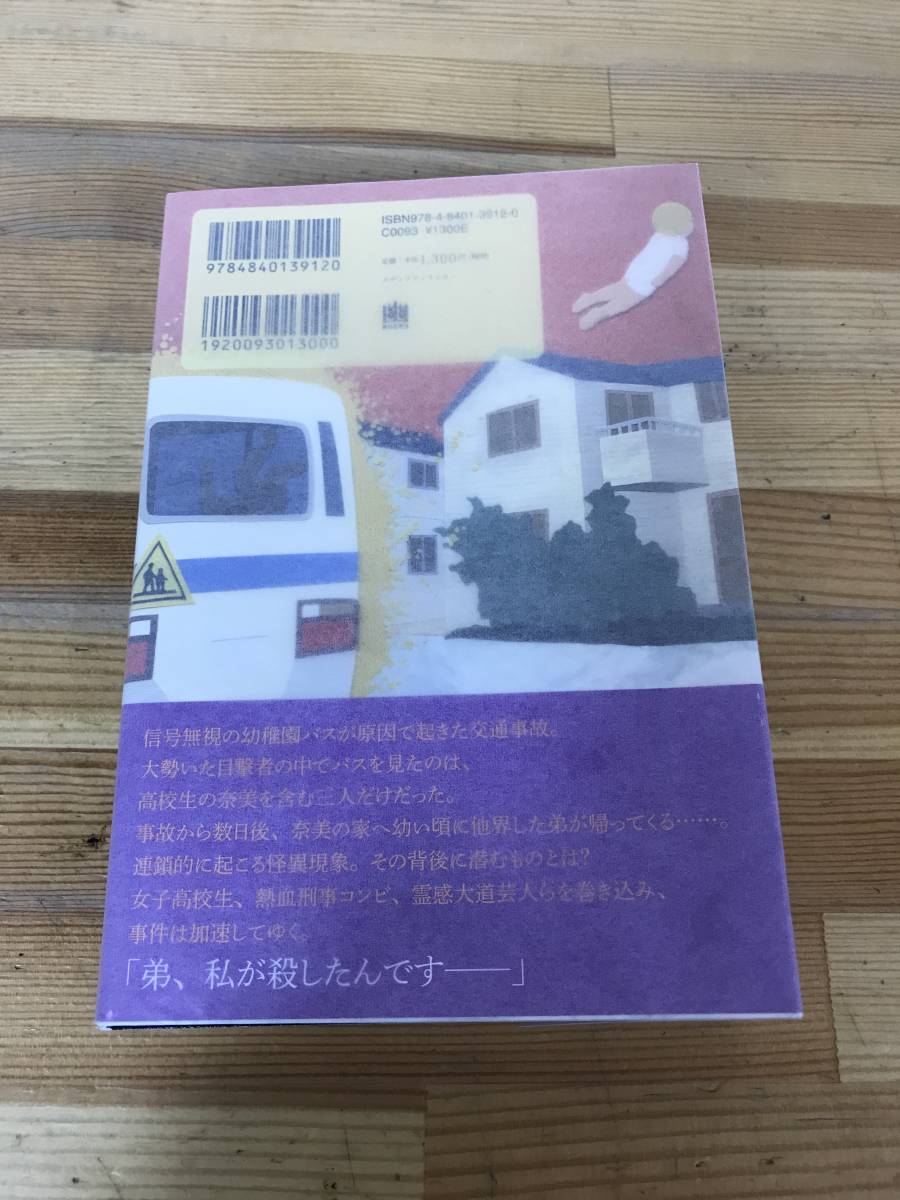 ISBN978-4-8401-3912-0
C0093 ¥1300E
9784840139120
1920093013000
信号無視の幼稚園バスが原因で起きた交通事故。
大勢いた目撃者の中でバスを見たのは、
高校生の奈美を含む三人だけだった。
事故から数日後、奈美の家へ幼い頃に他界した弟が帰ってくる……。
連鎖的に起こる怪異現象。その背後に潜むものとは?
女子高校生、熱血刑事コンビ、霊感大道芸人らを巻き込み、
事件は加速してゆく。
「弟、私が殺したんです――」